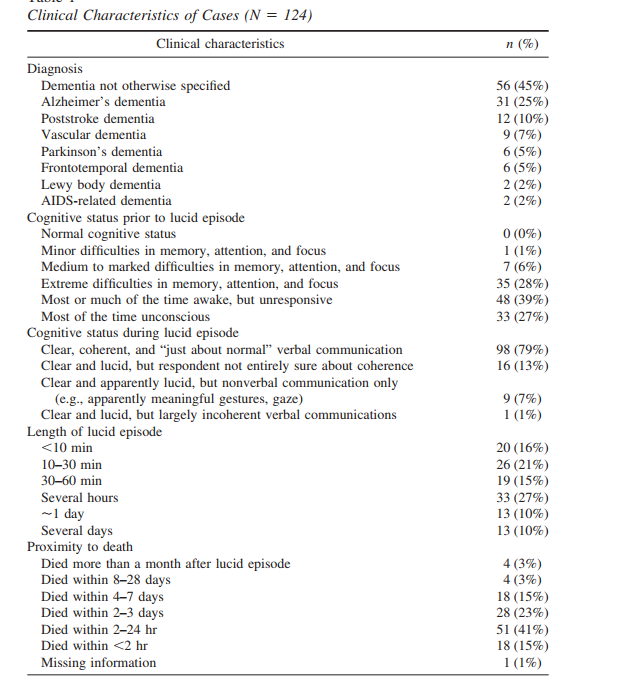 Clinical Characteristics of Cases (N = 124)
Clinical characteristics n (%)
Diagnosis
Dementia not otherwise specified 56 (45%)
Alzheimer's dementia 31 (25%)
Poststroke dementia 12 (10%)
Vascular dementia 9 (7%)
Parkinson's dementia 6 (5%)
Frontotemporal dementia 6 (5%)
Lewy body dementia 2 (2%)
AIDS-related dementia 2 (2%)
Cognitive status prior to lucid episode
Normal cognitive status 0 (0%)
Minor difficulties in memory, attention, and focus 1 (1%)
Medium to marked difficulties in memory, attention, and focus 7 (6%)
Extreme difficulties in memory, attention, and focus 35 (28%)
Most or much of the time awake, but unresponsive 48 (39%)
Most of the time unconscious 33 (27%)
Cognitive status during lucid episode
Clear, coherent, and “just about normal” verbal communication 98 (79%)
Clear and lucid, but respondent not entirely sure about coherence 16 (13%)
Clear and apparently lucid, but nonverbal communication only
(e.g., apparently meaningful gestures, gaze) 9 (7%)
Clear and lucid, but largely incoherent verbal communications 1 (1%)
Length of lucid episode
<10 min 20 (16%)
10–30 min 26 (21%)
30–60 min 19 (15%)
Several hours 33 (27%)
~1 day 13 (10%)
Several days 13 (10%)
Proximity to death
Died more than a month after lucid episode 4 (3%)
Died within 8–28 days 4 (3%)
Died within 4–7 days 18 (15%)
Died within 2–3 days 28 (23%)
Died within 2–24 hr 51 (41%)
Died within <2 hr 18 (15%)
Missing information 1 (1%)